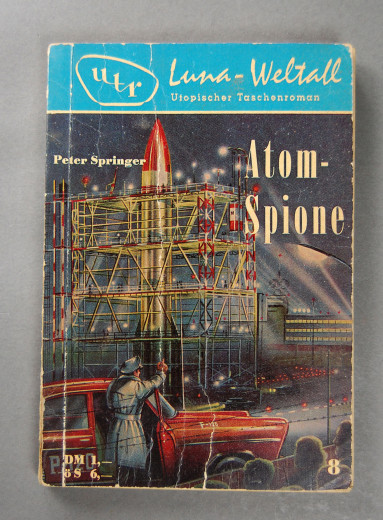 utr
Luna-Weltall
Utopischer Taschenroman
Peter Springer
Atom-
Spione
DM 1,—
öS 6,—
8